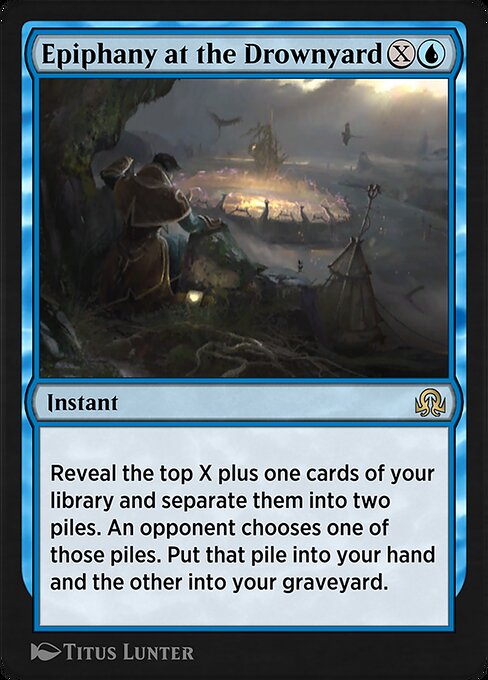 Epiphany at the Drownyard X
Instant
Reveal the top X plus one cards of your
library and separate them into two
piles. An opponent chooses one of
those piles. Put that pile into your hand
and the other into your graveyard.
Titus Lunter